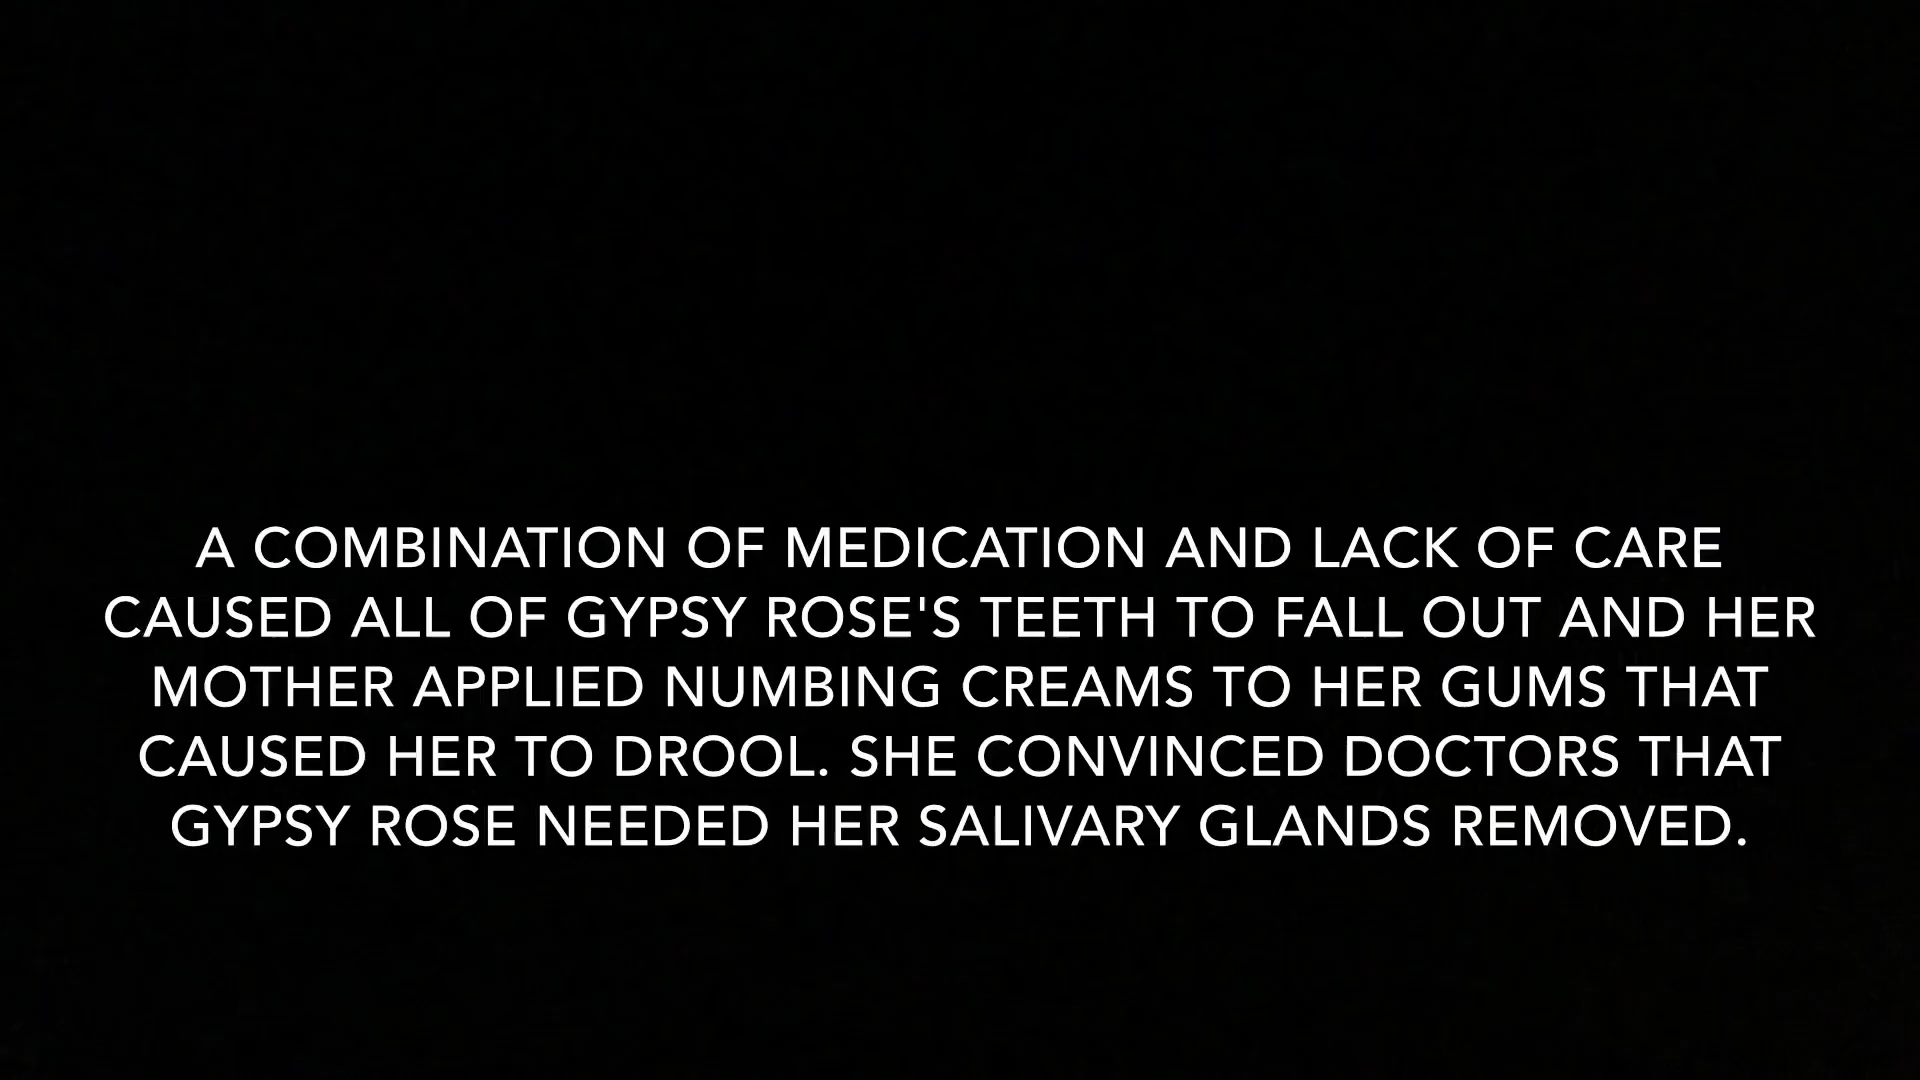 A COMBINATION OF MEDICATION AND LACK OF CARE
CAUSED ALL OF GYPSY ROSE'S TEETH TO FALL OUT AND HER
MOTHER APPLIED NUMBING CREAMS TO HER GUMS THAT
CAUSED HER TO DROOL. SHE CONVINCED DOCTORS THAT
GYPSY ROSE NEEDED HER SALIVARY GLANDS REMOVED.